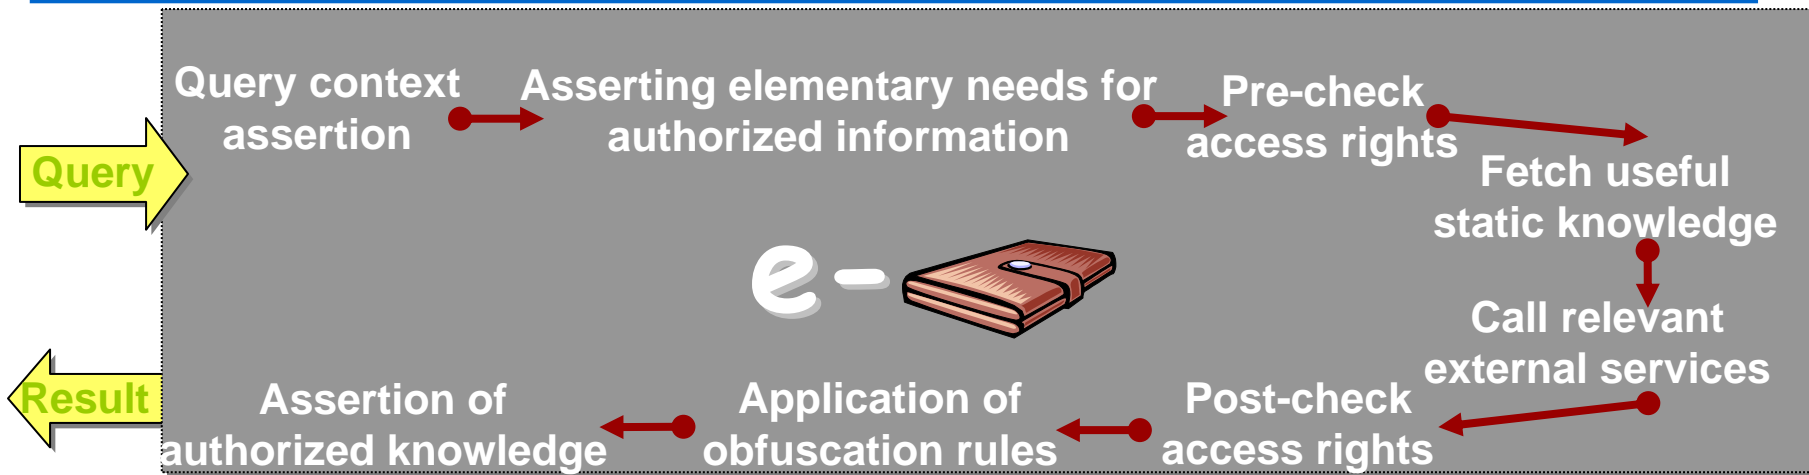 Query context
assertion
Asserting elementary needs for
authorized information
Pre-check
access rights
Query
Fetch useful
static knowledge
e-
Call relevant
external services
Result
Assertion of
authorized knowledge
Application of
obfuscation rules
Post-check
access rights